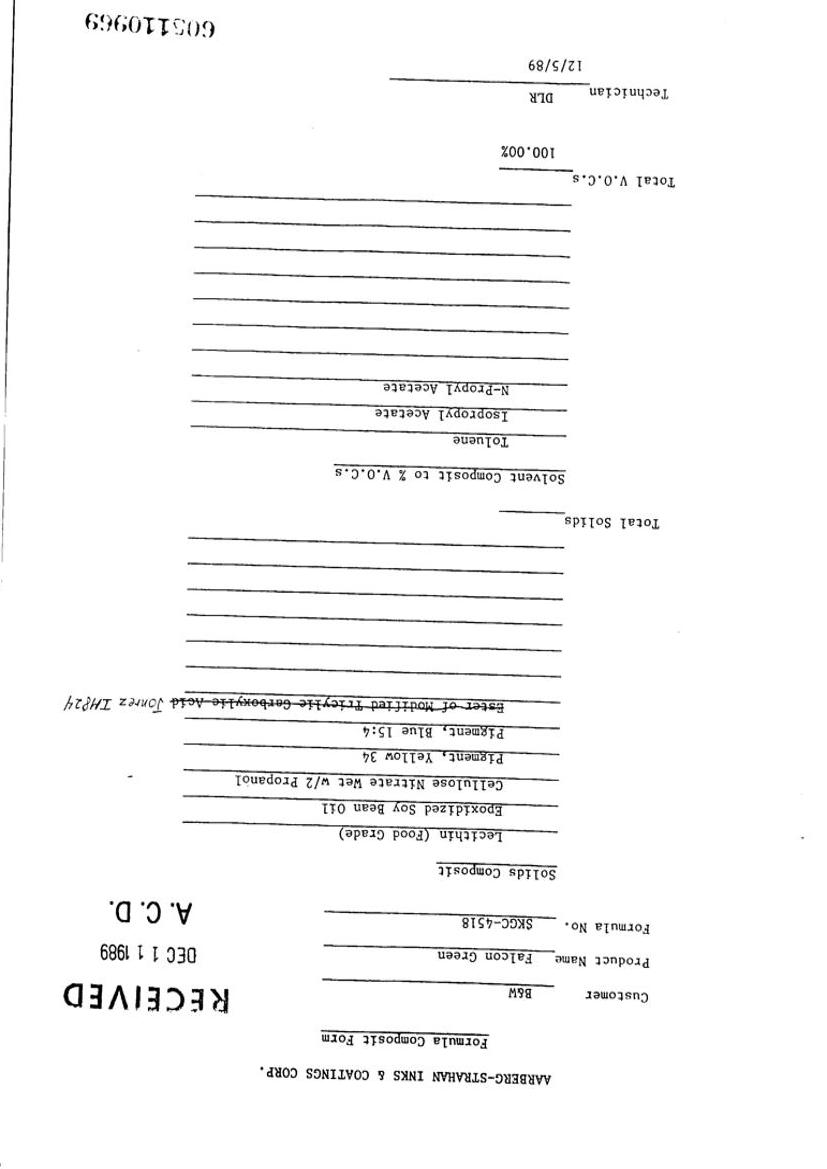 AARBERG-STRAHAN INKS & COATINGS CORP.
Formula Composit Form
Customer B&W
RECEIVED
Product Name Falcon Green
DEC 11 1989
Formula No. SKGC-4518
A.C.D.
Solids Composit
Lecithin (Food Grade)
Epoxidized Soy Bean Oil
Cellulose Nitrate Wet w/2 Propanol
Pigment, Yellow 34
Pigment, Blue 15:4
Ester of Modified Tricylic Carboxylic Acid Jonrez IH824
Total Solids
Solvent Composit to % V.O.C.s
Toluene
Isopropyl Acetate
N-Propyl Acetate
Total V.O.C.s 100.00%
Technician DLR
12/5/89
605110969